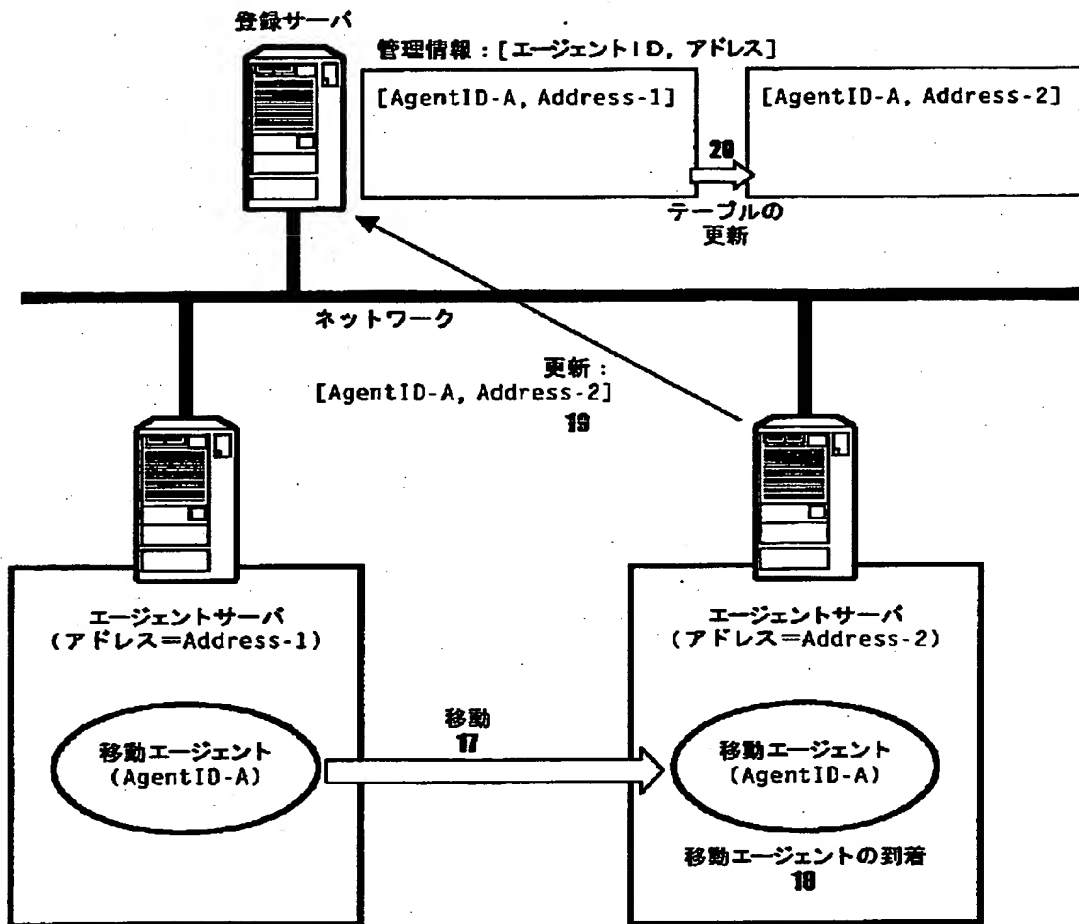 登録サーバ
管理情報：[エージェントID, アドレス]
[AgentID-A, Address-1]
[AgentID-A, Address-2]
20
テーブルの
更新
ネットワーク
更新：
[AgentID-A, Address-2]
19
エージェントサーバ
(アドレス＝Address-1)
エージェントサーバ
(アドレス＝Address-2)
移動エージェント
(AgentID-A)
移動
17
移動エージェント
(AgentID-A)
移動エージェントの到着
18